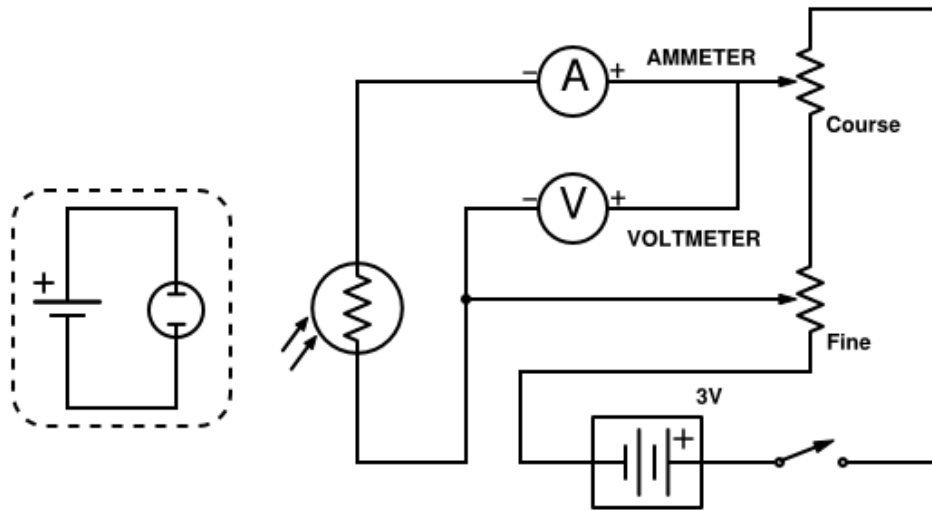 AMMETER
− A +
Course
− V +
VOLTMETER
+
Fine
3V
+